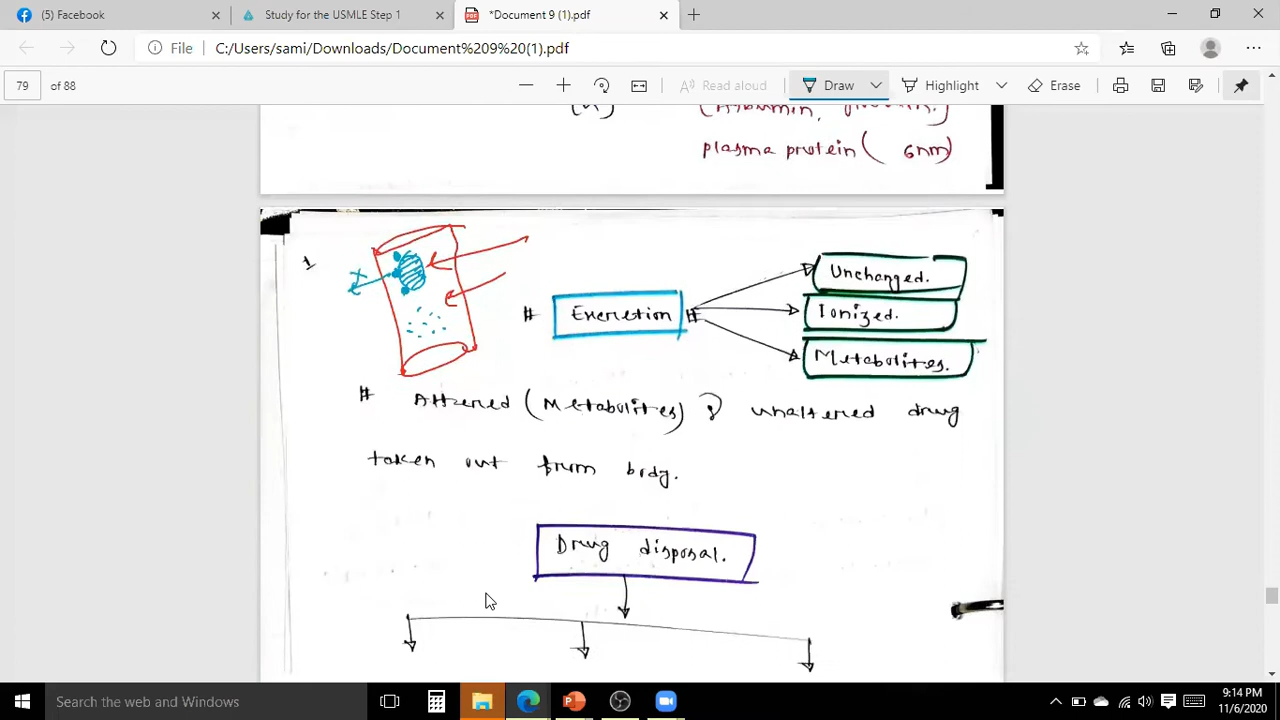 (5) Facebook
Study for the USMLE Step 1
*Document 9 (1).pdf
File
C:/Users/sami/Downloads/Document%209%20(1).pdf
79 of 88
Read aloud
Draw
Highlight
Erase
plasma protein ( 6nm)
1
# Excretion #
Unchanged.
Ionized.
Metabolites.
# Altered (Metabolites) & unaltered drug
taken out from body.
Drug disposal.
Search the web and Windows
9:14 PM
11/6/2020